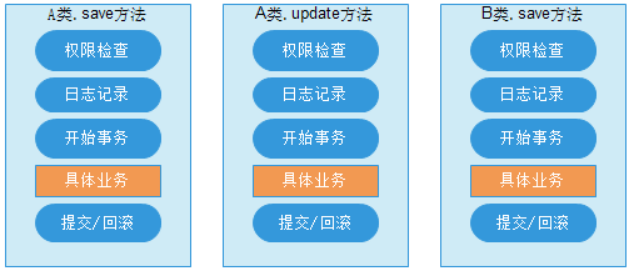 A类. save方法
权限检查
日志记录
开始事务
具体业务
提交/回滚
A类. update方法
权限检查
日志记录
开始事务
具体业务
提交/回滚
B类. save方法
权限检查
日志记录
开始事务
具体业务
提交/回滚